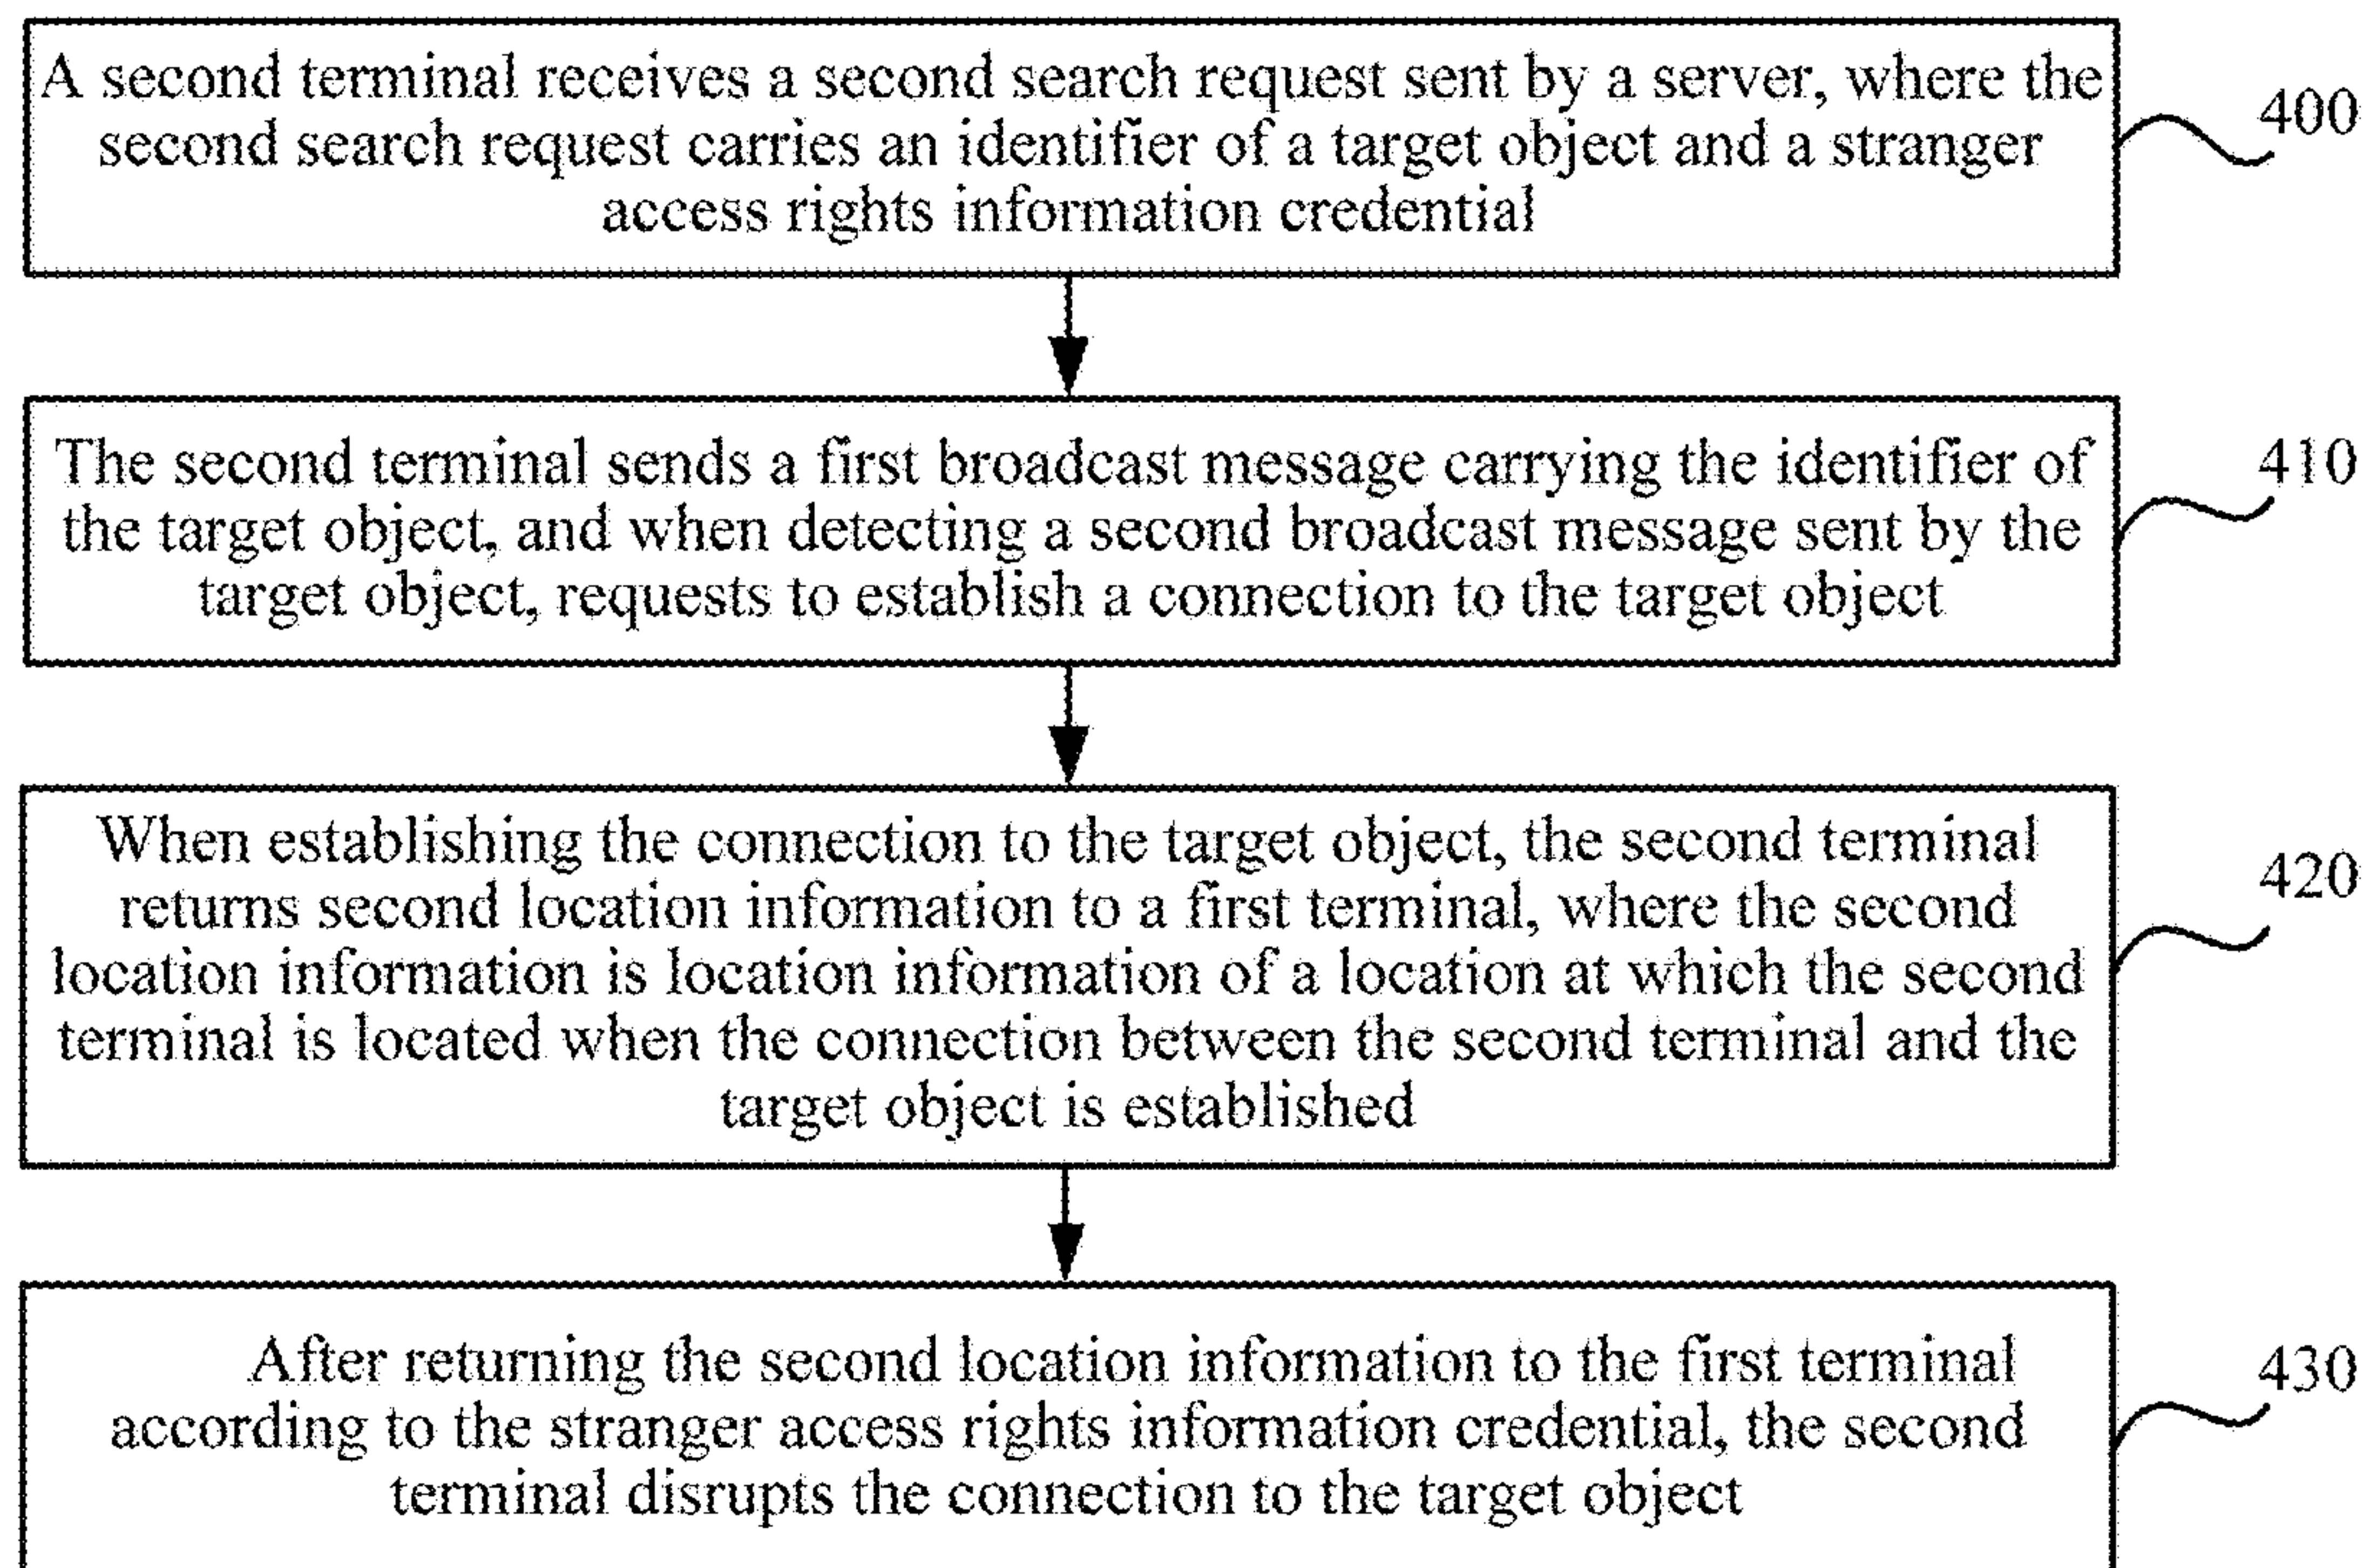 A second terminal receives a second search request sent by a server, where the
second search request carries an identifier of a target object and a stranger
access rights information credential
400
The second terminal sends a first broadcast message carrying the identifier of
the target object, and when detecting a second broadcast message sent by the
target object, requests to establish a connection to the target object
410
When establishing the connection to the target object, the second terminal
returns second location information to a first terminal, where the second
location information is location information of a location at which the second
terminal is located when the connection between the second terminal and the
target object is established
420
After returning the second location information to the first terminal
according to the stranger access rights information credential, the second
terminal disrupts the connection to the target object
430